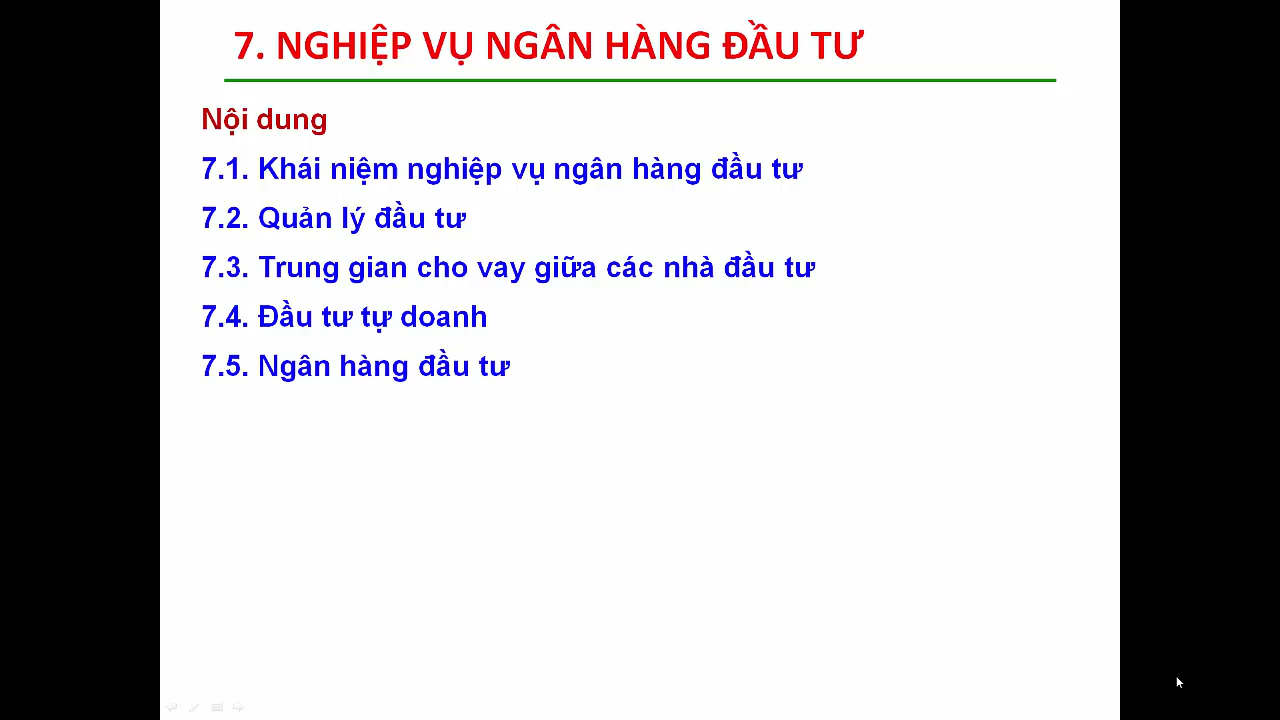 7. NGHIỆP VỤ NGÂN HÀNG ĐẦU TƯ
Nội dung
7.1. Khái niệm nghiệp vụ ngân hàng đầu tư
7.2. Quản lý đầu tư
7.3. Trung gian cho vay giữa các nhà đầu tư
7.4. Đầu tư tự doanh
7.5. Ngân hàng đầu tư